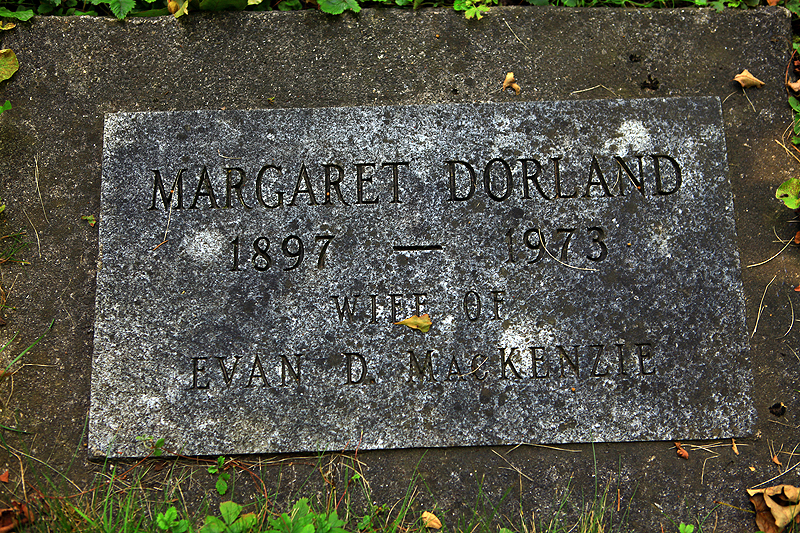 MARGARET DORLAND
1897 — 1973
WIFE OF
EVAN D. MACKENZIE